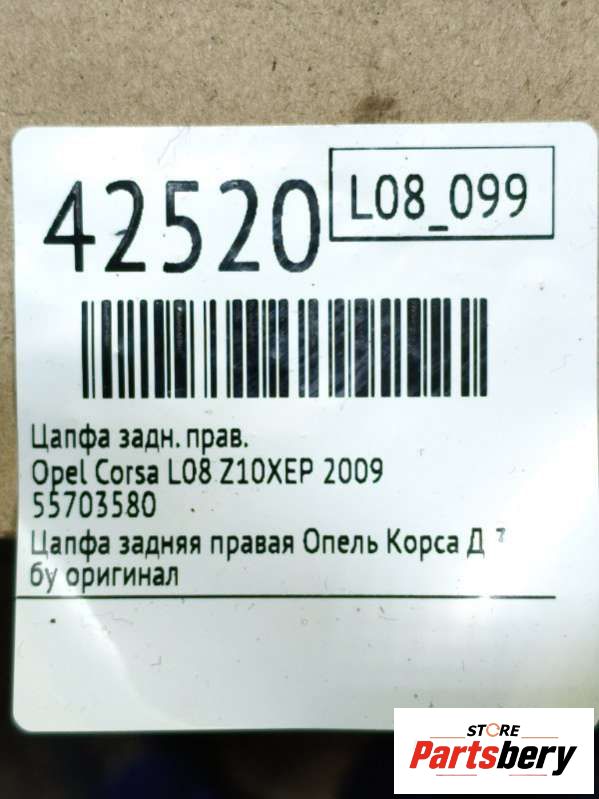 42520
L08_099
Цапфа задн. прав.
Opel Corsa L08 Z10XEP 2009
55703580
Цапфа задняя правая Опель Корса Д
бу оригинал
STORE
Partsbery